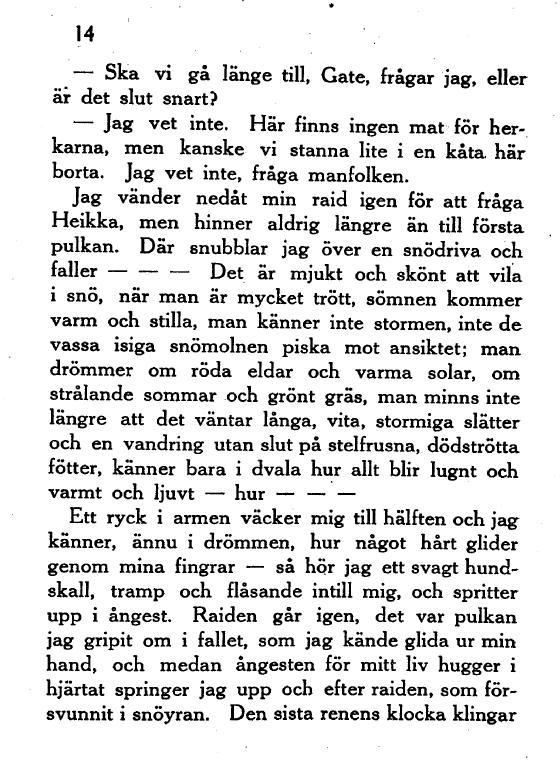 14
— Ska vi gå länge till, Gate, frågar jag, eller
är det slut snart?
— Jag vet inte. Här finns ingen mat för her-
karna, men kanske vi stanna lite i en kåta här
borta. Jag vet inte, fråga manfolken.
Jag vänder nedåt min raid igen för att fråga
Heikka, men hinner aldrig längre än till första
pulkan. Där snubblar jag över en snödriva och
faller — — — Det är mjukt och skönt att vila
i snö, när man är mycket trött, sömnen kommer
varm och stilla, man känner inte stormen, inte de
vassa isiga snömolnen piska mot ansiktet; man
drömmer om röda eldar och varma solar, om
strålande sommar och grönt gräs, man minns inte
längre att det väntar långa, vita, stormiga slätter
och en vandring utan slut på stelfrusna, dödströtta
fötter, känner bara i dvala hur allt blir lugnt och
varmt och ljuvt — hur — — —
Ett ryck i armen väcker mig till hälften och jag
känner, ännu i drömmen, hur något hårt glider
genom mina fingrar — så hör jag ett svagt hund-
skall, tramp och flåsande intill mig, och spritter
upp i ångest. Raiden går igen, det var pulkan
jag gripit om i fallet, som jag kände glida ur min
hand, och medan ångesten för mitt liv hugger i
hjärtat springer jag upp och efter raiden, som för-
svunnit i snöyran. Den sista renens klocka klingar